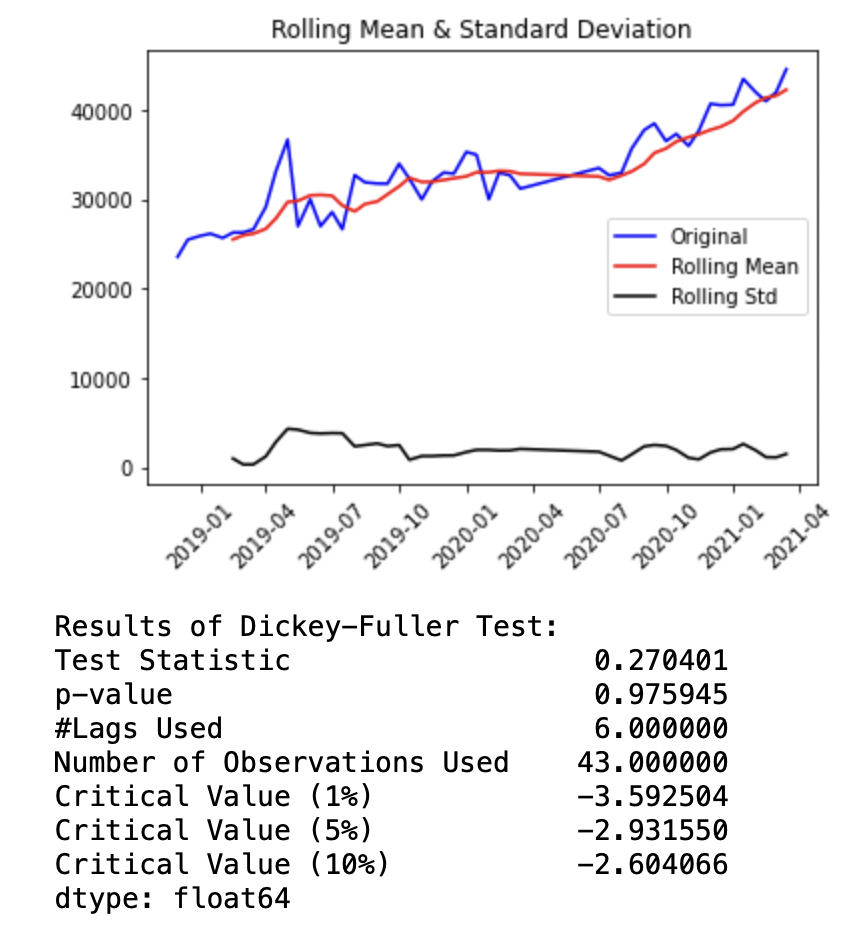 Rolling Mean & Standard Deviation
40000
30000
20000
10000
0
Original
Rolling Mean
Rolling Std
2019-01
2019-04
2019-07
2019-10
2020-01
2020-04
2020-07
2020-10
2021-01
2021-04
Results of Dickey-Fuller Test:
Test Statistic 0.270401
p-value 0.975945
#Lags Used 6.000000
Number of Observations Used 43.000000
Critical Value (1%) -3.592504
Critical Value (5%) -2.931550
Critical Value (10%) -2.604066
dtype: float64